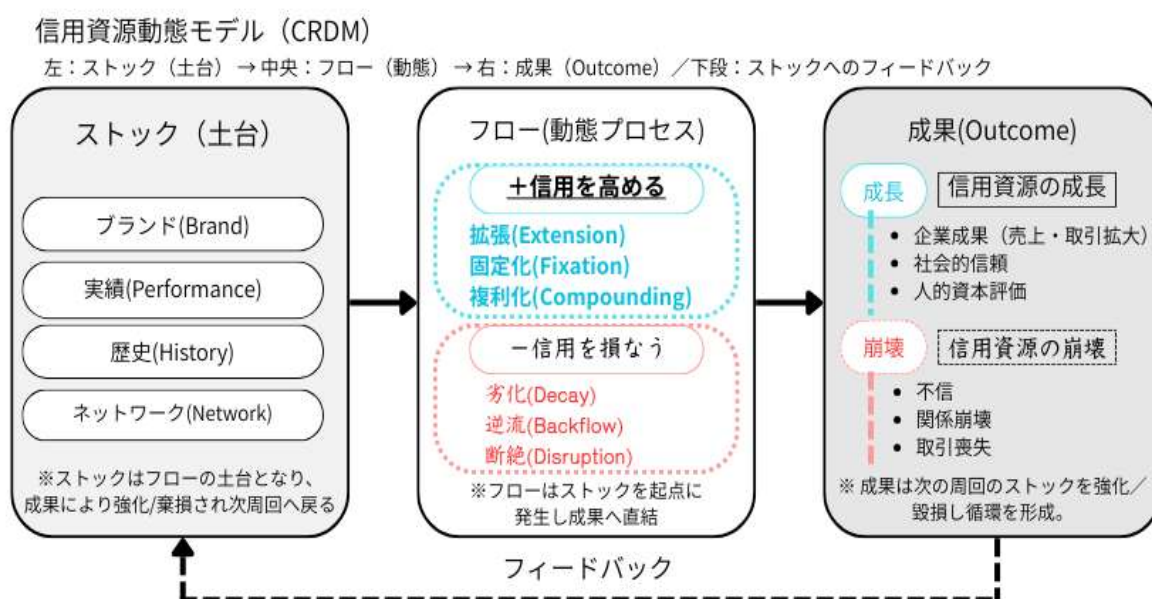 信用資源動態モデル（CRDM）
左：ストック（土台）→中央：フロー（動態）→右：成果（Outcome）／下段：ストックへのフィードバック
ストック（土台）
ブランド(Brand)
実績(Performance)
歴史(History)
ネットワーク(Network)
※ストックはフローの土台となり、
成果により強化/棄損され次周回へ戻る
フロー(動態プロセス)
＋信用を高める
拡張(Extension)
固定化(Fixation)
複利化(Compounding)
－信用を損なう
劣化(Decay)
逆流(Backflow)
断絶(Disruption)
※フローはストックを起点に
発生し成果へ直結
成果(Outcome)
成長
信用資源の成長
• 企業成果（売上・取引拡大）
• 社会的信頼
• 人的資本評価
崩壊
信用資源の崩壊
• 不信
• 関係崩壊
• 取引喪失
※ 成果は次の周回のストックを強化／
毀損し循環を形成。
フィードバック